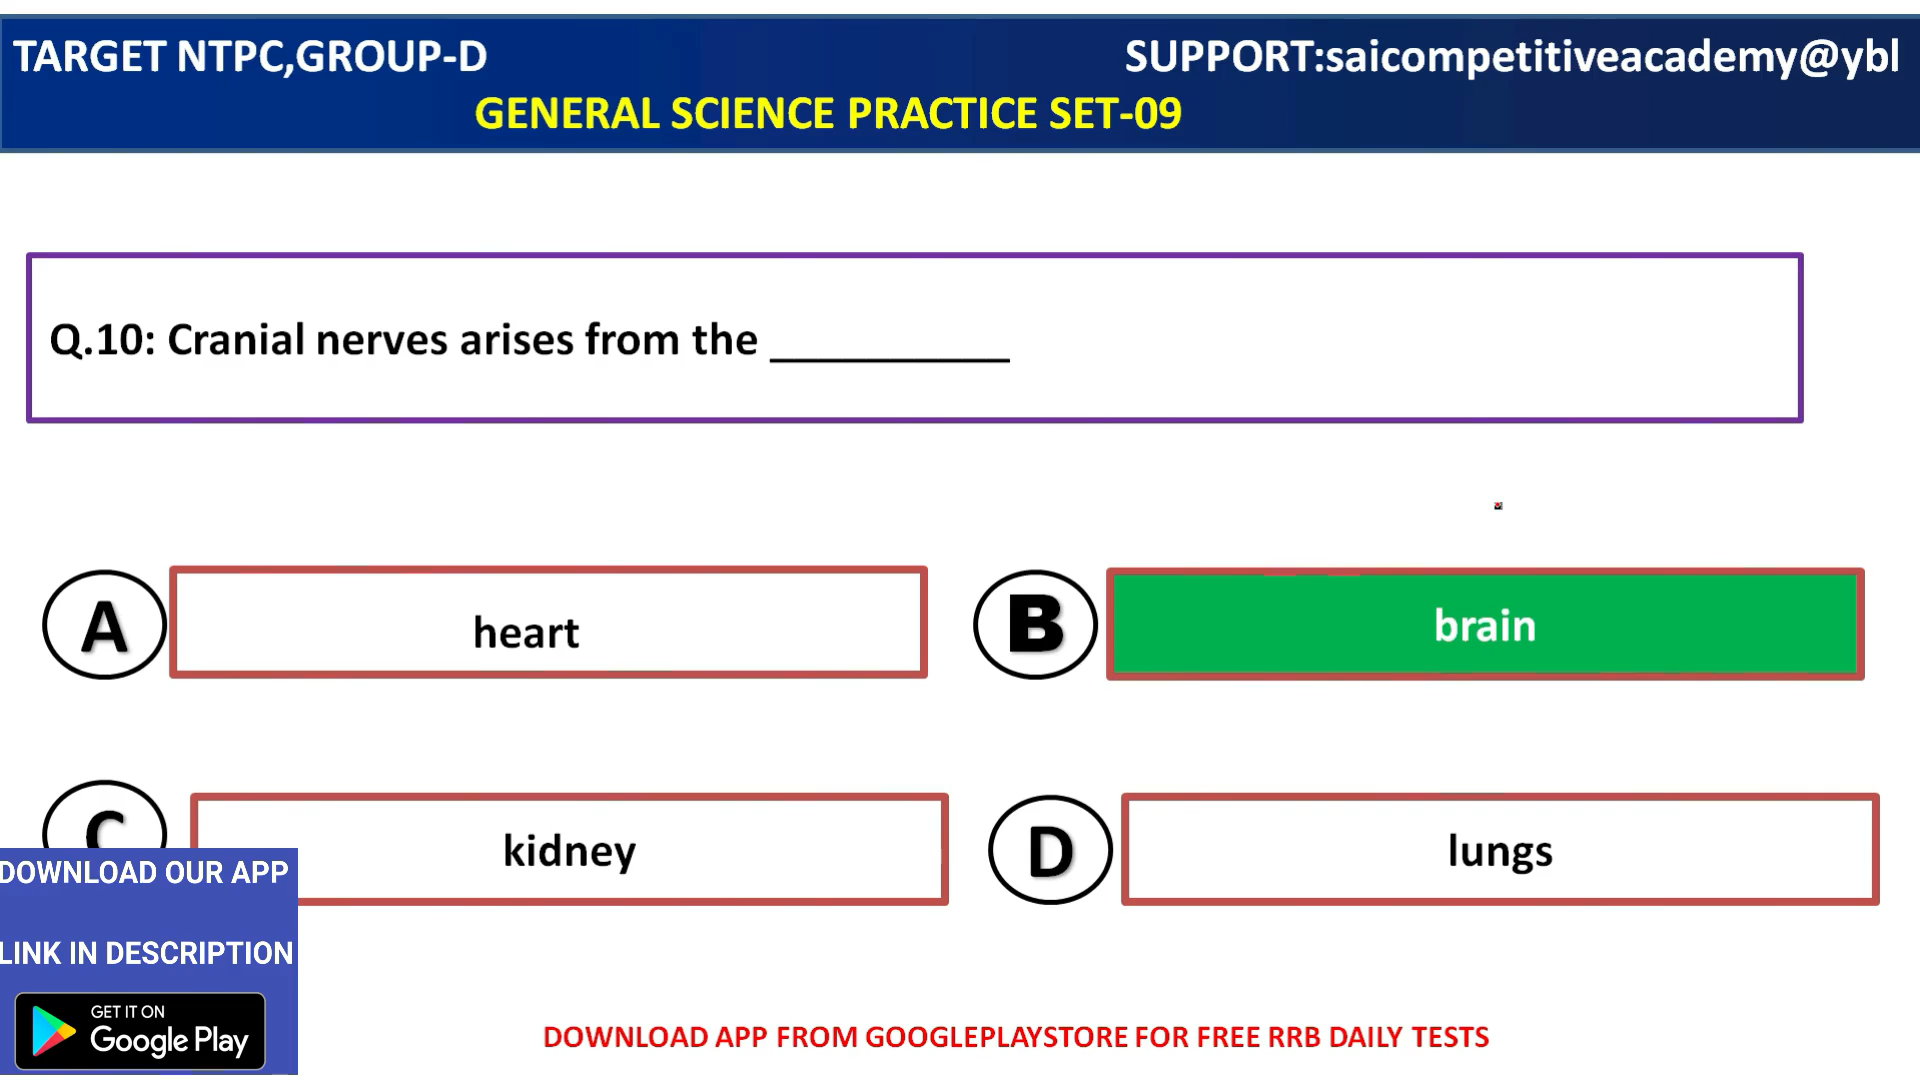 TARGET NTPC,GROUP-D
SUPPORT:saicompetitiveacademy@ybl
GENERAL SCIENCE PRACTICE SET-09
Q.10: Cranial nerves arises from the __________
A heart
B brain
C kidney
D lungs
DOWNLOAD OUR APP
LINK IN DESCRIPTION
GET IT ON
Google Play
DOWNLOAD APP FROM GOOGLEPLAYSTORE FOR FREE RRB DAILY TESTS